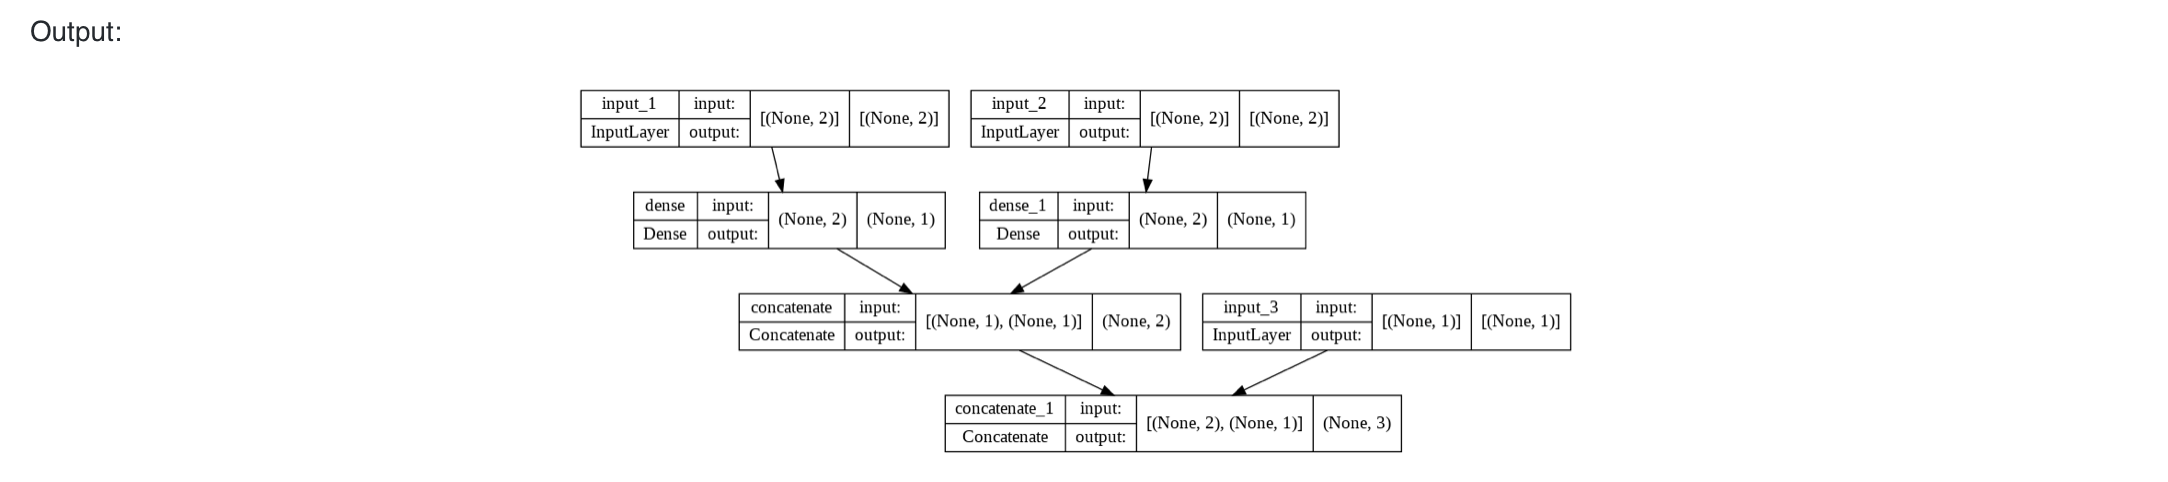 Output:
input_1 input: [(None, 2)] [(None, 2)]
InputLayer output:
input_2 input: [(None, 2)] [(None, 2)]
InputLayer output:
dense input: (None, 2) (None, 1)
Dense output:
dense_1 input: (None, 2) (None, 1)
Dense output:
concatenate input: [(None, 1), (None, 1)] (None, 2)
Concatenate output:
input_3 input: [(None, 1)] [(None, 1)]
InputLayer output:
concatenate_1 input: [(None, 2), (None, 1)] (None, 3)
Concatenate output: